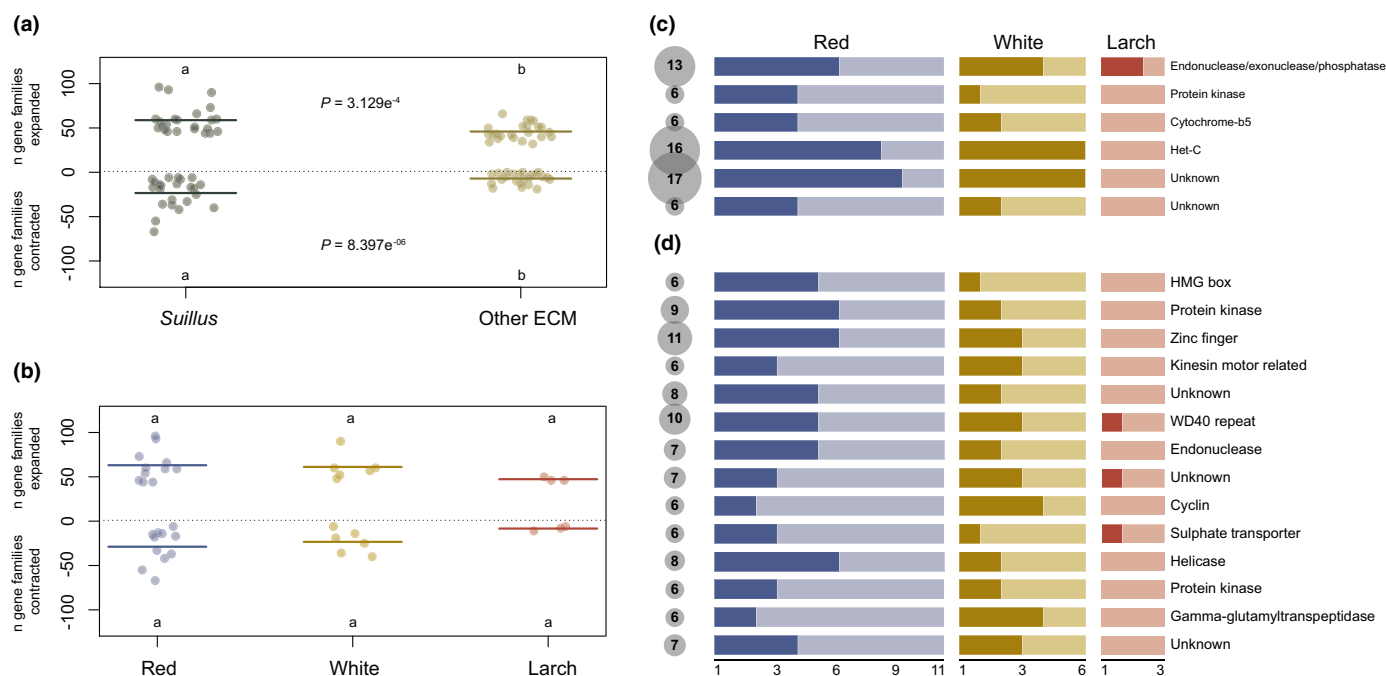 (a)
n gene families
expanded
n gene families
contracted
100
50
0
-50
-100
a
b
P = 3.129e-4
P = 8.397e-06
a
b
Suillus
Other ECM
(b)
n gene families
expanded
n gene families
contracted
100
50
0
-50
-100
a
a
a
a
a
a
Red
White
Larch
(c)
Red
White
Larch
13
Endonuclease/exonuclease/phosphatase
6
Protein kinase
6
Cytochrome-b5
16
Het-C
17
Unknown
6
Unknown
(d)
6
HMG box
9
Protein kinase
11
Zinc finger
6
Kinesin motor related
8
Unknown
10
WD40 repeat
7
Endonuclease
7
Unknown
6
Cyclin
6
Sulphate transporter
8
Helicase
6
Protein kinase
6
Gamma-glutamyltranspeptidase
7
Unknown
1 3 6 9 11
1 3 6
1 3